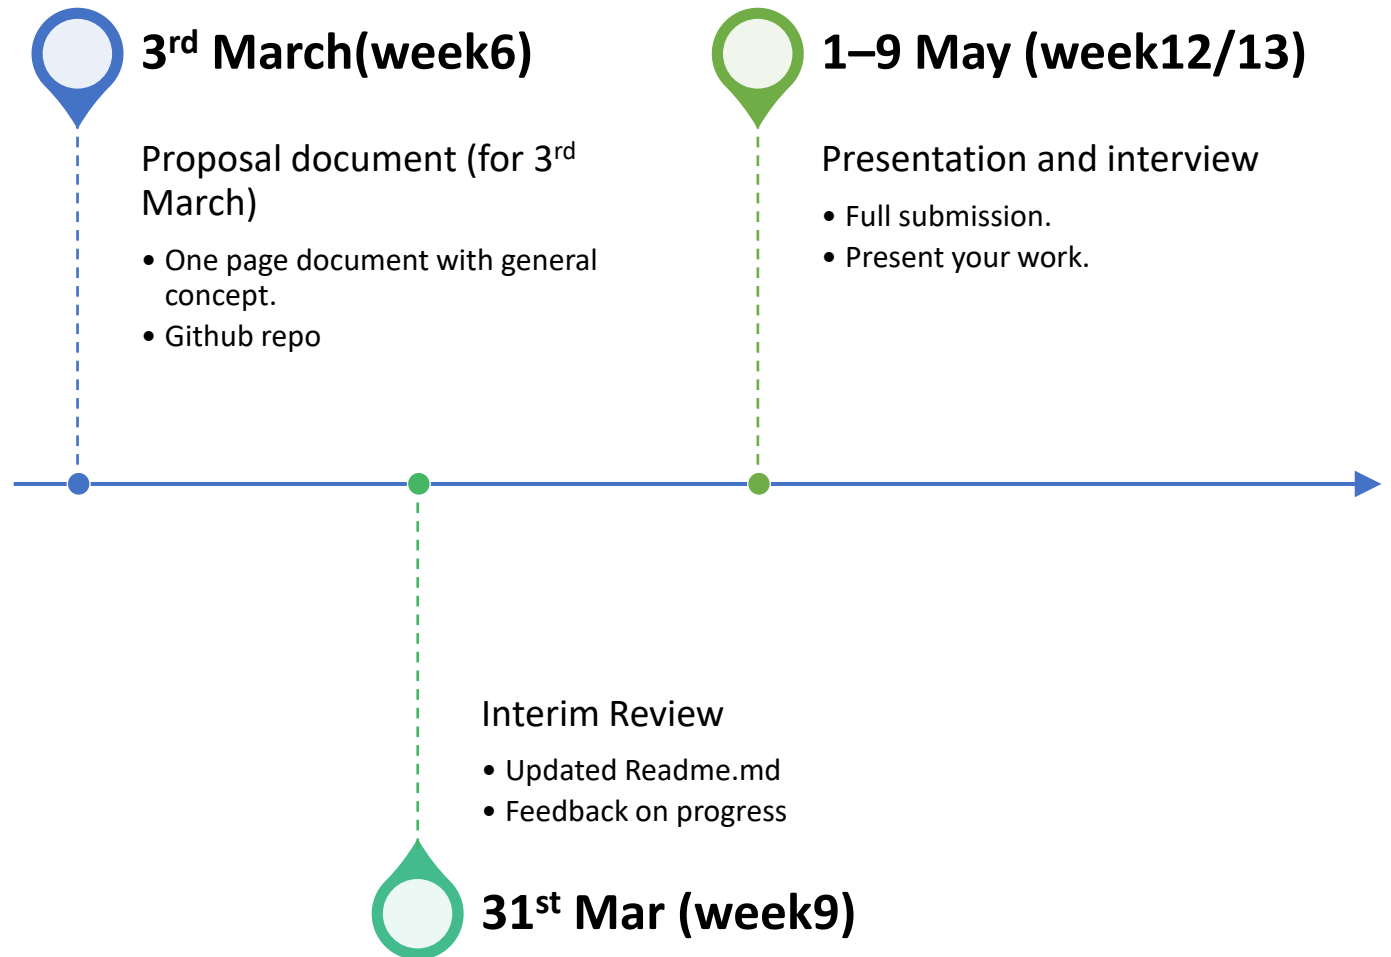 3rd March(week6)
Proposal document (for 3rd
March)
• One page document with general
concept.
• Github repo
1–9 May (week12/13)
Presentation and interview
• Full submission.
• Present your work.
Interim Review
• Updated Readme.md
• Feedback on progress
31st Mar (week9)